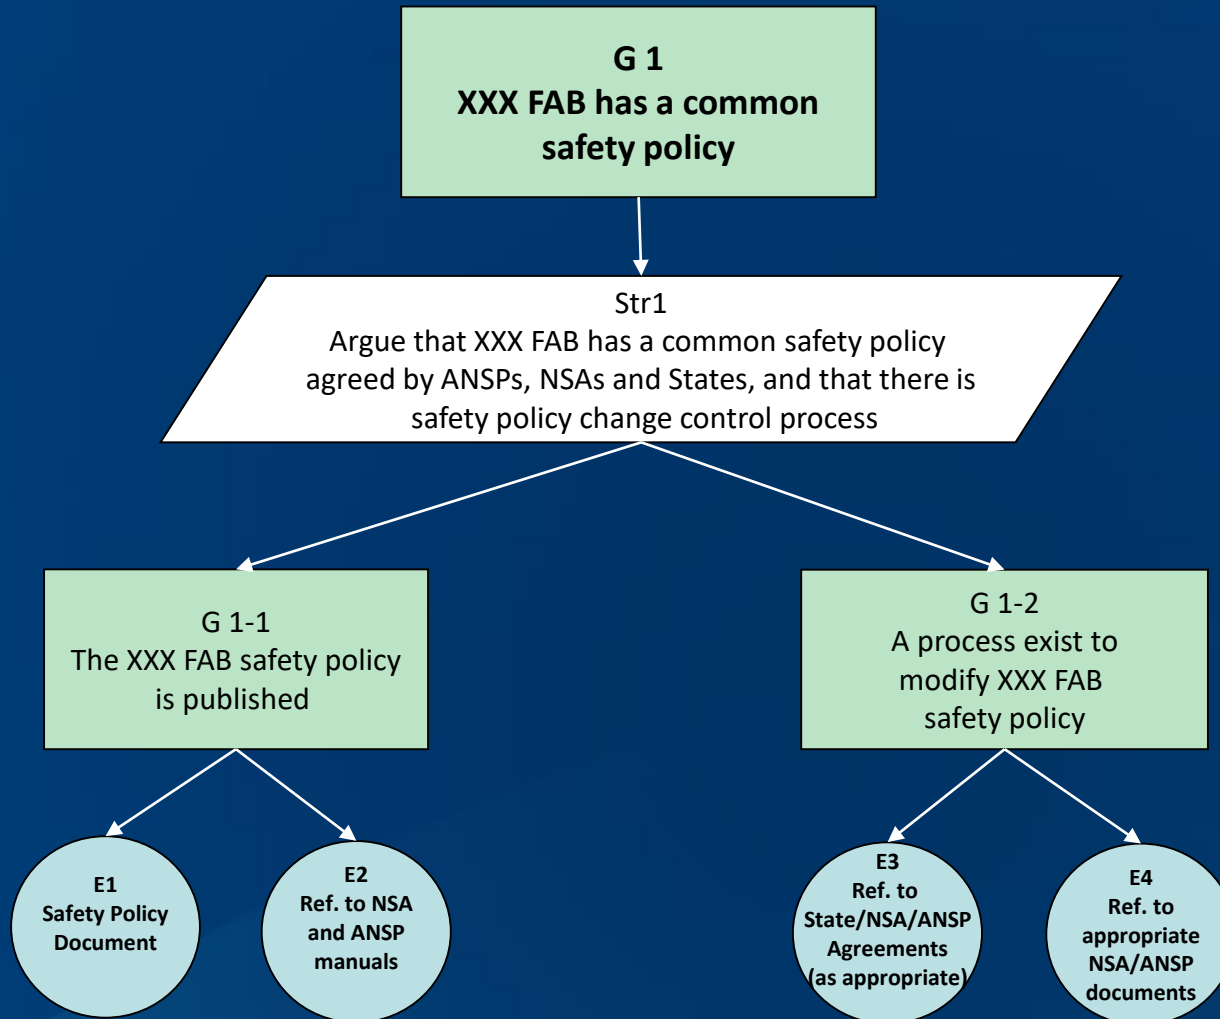 G 1
XXX FAB has a common
safety policy
Str1
Argue that XXX FAB has a common safety policy
agreed by ANSPs, NSAs and States, and that there is
safety policy change control process
G 1-1
The XXX FAB safety policy
is published
G 1-2
A process exist to
modify XXX FAB
safety policy
E1
Safety Policy
Document
E2
Ref. to NSA
and ANSP
manuals
E3
Ref. to
State/NSA/ANSP
Agreements
(as appropriate)
E4
Ref. to
appropriate
NSA/ANSP
documents